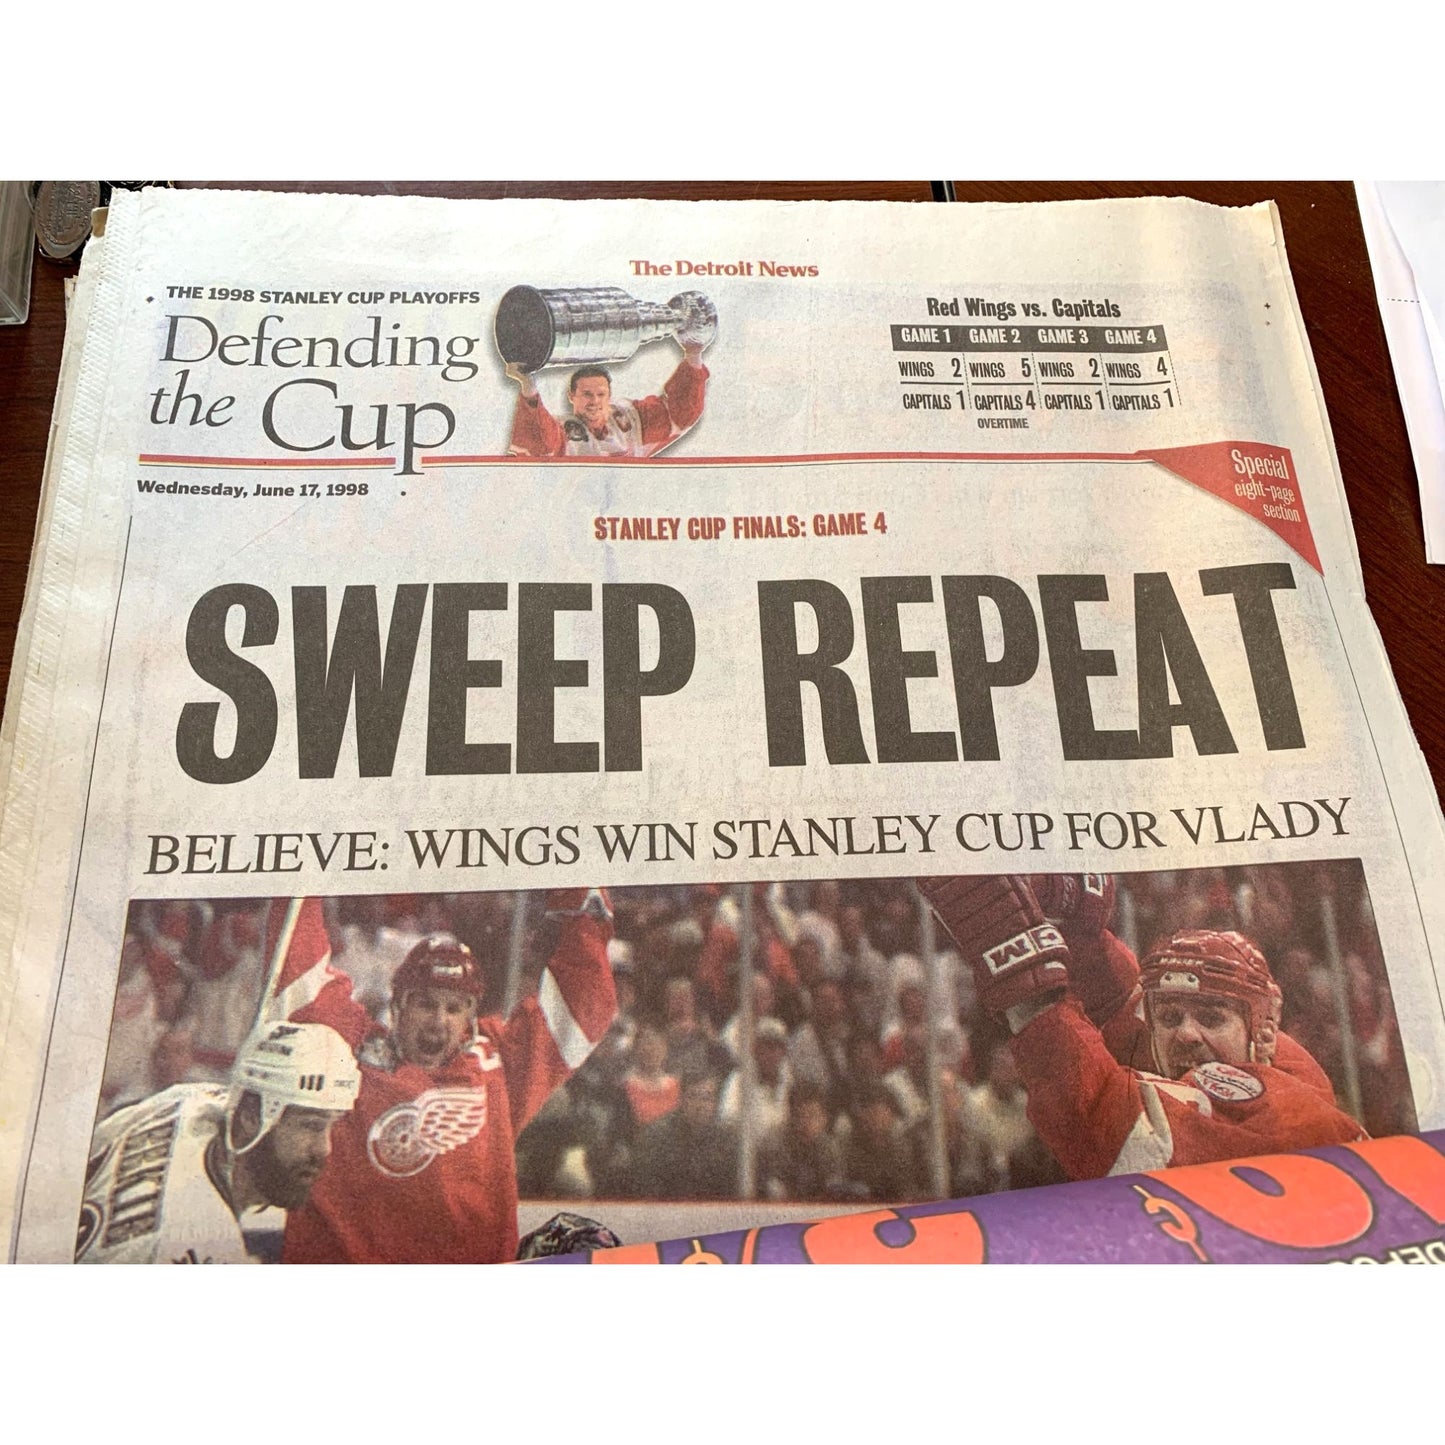 The Detroit News
THE 1998 STANLEY CUP PLAYOFFS
Defending
the Cup
Red Wings vs. Capitals
GAME 1 GAME 2 GAME 3 GAME 4
WINGS 2 WINGS 5 WINGS 2 WINGS 4
CAPITALS 1 CAPITALS 4 CAPITALS 1 CAPITALS 1
OVERTIME
Special
eight-page
section
Wednesday, June 17, 1998
STANLEY CUP FINALS: GAME 4
SWEEP REPEAT
BELIEVE: WINGS WIN STANLEY CUP FOR VLADY
CCM